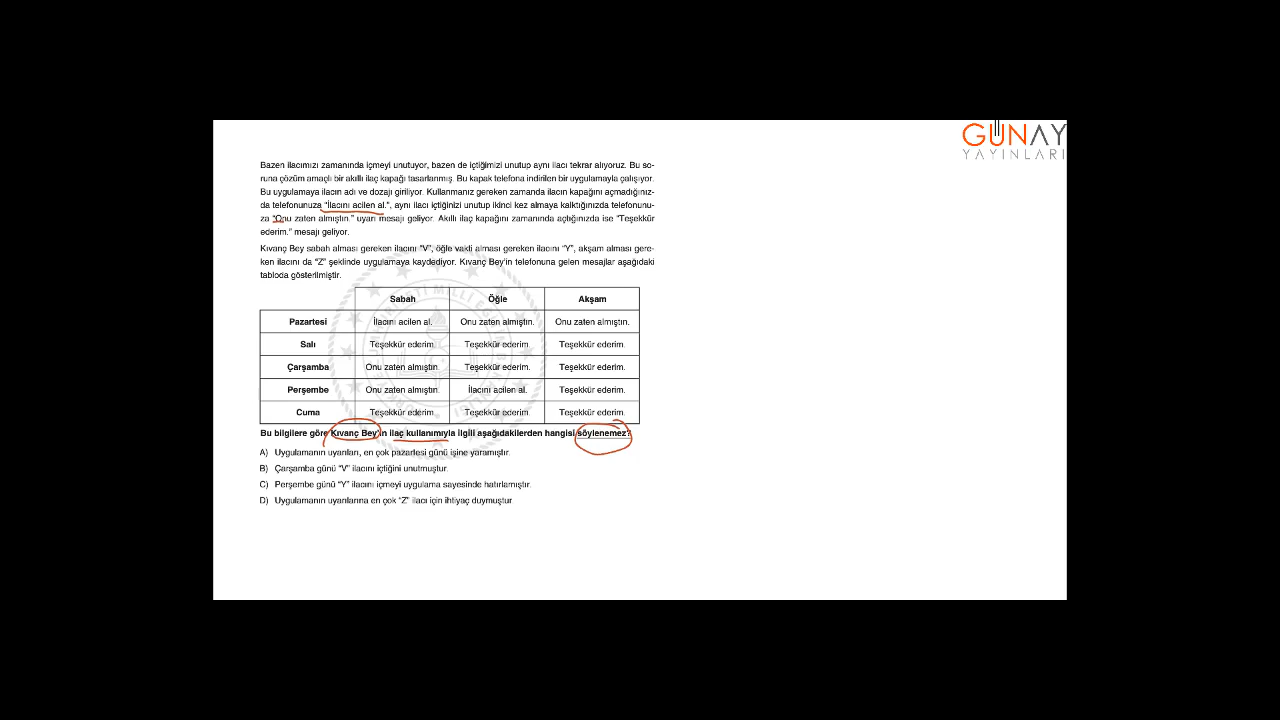 GÜNAY
YAYINLARI
Bazen ilacımızı zamanında içmeyi unutuyor, bazen de içtiğimizi unutup aynı ilacı tekrar alıyoruz. Bu so-
runa çözüm amaçlı bir akıllı ilaç kapağı tasarlanmış. Bu kapak telefona indirilen bir uygulamayla çalışıyor.
Bu uygulamaya ilacın adı ve dozajı giriliyor. Kullanmanız gereken zamanda ilacın kapağını açmadığınız-
da telefonunuza “İlacını acilen al.”, aynı ilacı içtiğinizi unutup ikinci kez almaya kalktığınızda telefonunu-
za “Onu zaten almıştın.” uyarı mesajı geliyor. Akıllı ilaç kapağını zamanında açtığınızda ise “Teşekkür
ederim.” mesajı geliyor.
Kıvanç Bey sabah alması gereken ilacını “V”, öğle vakti alması gereken ilacını “Y”, akşam alması gere-
ken ilacını da “Z” şeklinde uygulamaya kaydediyor. Kıvanç Bey’in telefonuna gelen mesajlar aşağıdaki
tabloda gösterilmiştir.
Sabah Öğle Akşam
Pazartesi İlacını acilen al. Onu zaten almıştın. Onu zaten almıştın.
Salı Teşekkür ederim. Teşekkür ederim. Teşekkür ederim.
Çarşamba Onu zaten almıştın. Teşekkür ederim. Teşekkür ederim.
Perşembe Onu zaten almıştın. İlacını acilen al. Teşekkür ederim.
Cuma Teşekkür ederim. Teşekkür ederim. Teşekkür ederim.
Bu bilgilere göre Kıvanç Bey’in ilaç kullanımıyla ilgili aşağıdakilerden hangisi söylenemez?
A) Uygulamanın uyarıları, en çok pazartesi günü işine yaramıştır.
B) Çarşamba günü “V” ilacını içtiğini unutmuştur.
C) Perşembe günü “Y” ilacını içmeyi uygulama sayesinde hatırlamıştır.
D) Uygulamanın uyarılarına en çok “Z” ilacı için ihtiyaç duymuştur.